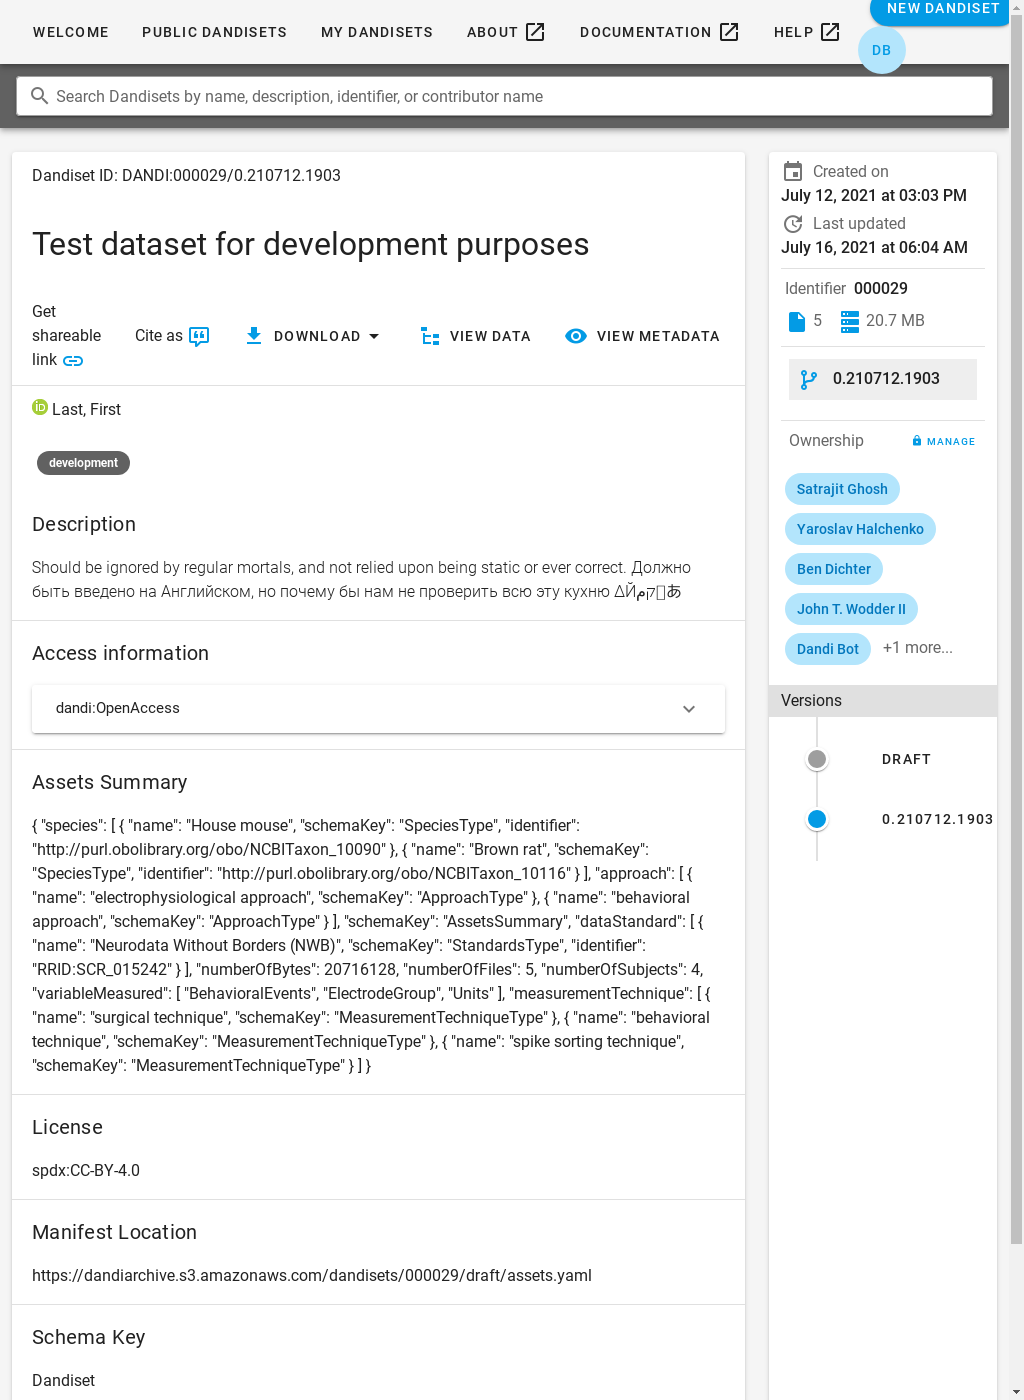 WELCOME PUBLIC DANDISETS MY DANDISETS ABOUT DOCUMENTATION HELP NEW DANDISET
DB
Search Dandisets by name, description, identifier, or contributor name
Dandiset ID: DANDI:000029/0.210712.1903
Test dataset for development purposes
Get
shareable
link
Cite as
DOWNLOAD
VIEW DATA
VIEW METADATA
Last, First
development
Description
Should be ignored by regular mortals, and not relied upon being static or ever correct. Должно
быть введено на Английском, но почему бы нам не проверить всю эту кухню ΔЙקم7あ
Access information
dandi:OpenAccess
Assets Summary
{ "species": [ { "name": "House mouse", "schemaKey": "SpeciesType", "identifier":
"http://purl.obolibrary.org/obo/NCBITaxon_10090" }, { "name": "Brown rat", "schemaKey":
"SpeciesType", "identifier": "http://purl.obolibrary.org/obo/NCBITaxon_10116" } ], "approach": [ {
"name": "electrophysiological approach", "schemaKey": "ApproachType" }, { "name": "behavioral
approach", "schemaKey": "ApproachType" } ], "schemaKey": "AssetsSummary", "dataStandard": [ {
"name": "Neurodata Without Borders (NWB)", "schemaKey": "StandardsType", "identifier":
"RRID:SCR_015242" } ], "numberOfBytes": 20716128, "numberOfFiles": 5, "numberOfSubjects": 4,
"variableMeasured": [ "BehavioralEvents", "ElectrodeGroup", "Units" ], "measurementTechnique": [ {
"name": "surgical technique", "schemaKey": "MeasurementTechniqueType" }, { "name": "behavioral
technique", "schemaKey": "MeasurementTechniqueType" }, { "name": "spike sorting technique",
"schemaKey": "MeasurementTechniqueType" } ] }
License
spdx:CC-BY-4.0
Manifest Location
https://dandiarchive.s3.amazonaws.com/dandisets/000029/draft/assets.yaml
Schema Key
Dandiset
Created on
July 12, 2021 at 03:03 PM
Last updated
July 16, 2021 at 06:04 AM
Identifier 000029
5 20.7 MB
0.210712.1903
Ownership MANAGE
Satrajit Ghosh
Yaroslav Halchenko
Ben Dichter
John T. Wodder II
Dandi Bot +1 more...
Versions
DRAFT
0.210712.1903